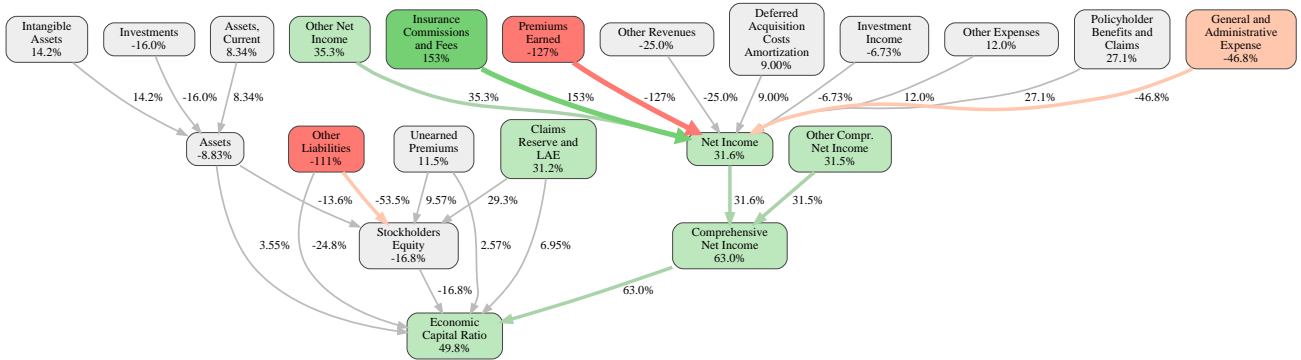 Intangible
Assets
14.2%
Investments
-16.0%
Assets,
Current
8.34%
Other Net
Income
35.3%
Insurance
Commissions
and Fees
153%
Premiums
Earned
-127%
Other Revenues
-25.0%
Deferred
Acquisition
Costs
Amortization
9.00%
Investment
Income
-6.73%
Other Expenses
12.0%
Policyholder
Benefits and
Claims
27.1%
General and
Administrative
Expense
-46.8%
14.2%
-16.0%
8.34%
35.3%
153%
-127%
-25.0%
9.00%
-6.73%
12.0%
27.1%
-46.8%
Assets
-8.83%
Other
Liabilities
-111%
Unearned
Premiums
11.5%
Claims
Reserve and
LAE
31.2%
Net Income
31.6%
Other Compr.
Net Income
31.5%
-13.6%
-53.5%
9.57%
29.3%
31.6%
31.5%
3.55%
-24.8%
Stockholders
Equity
-16.8%
2.57%
6.95%
Comprehensive
Net Income
63.0%
-16.8%
63.0%
Economic
Capital Ratio
49.8%